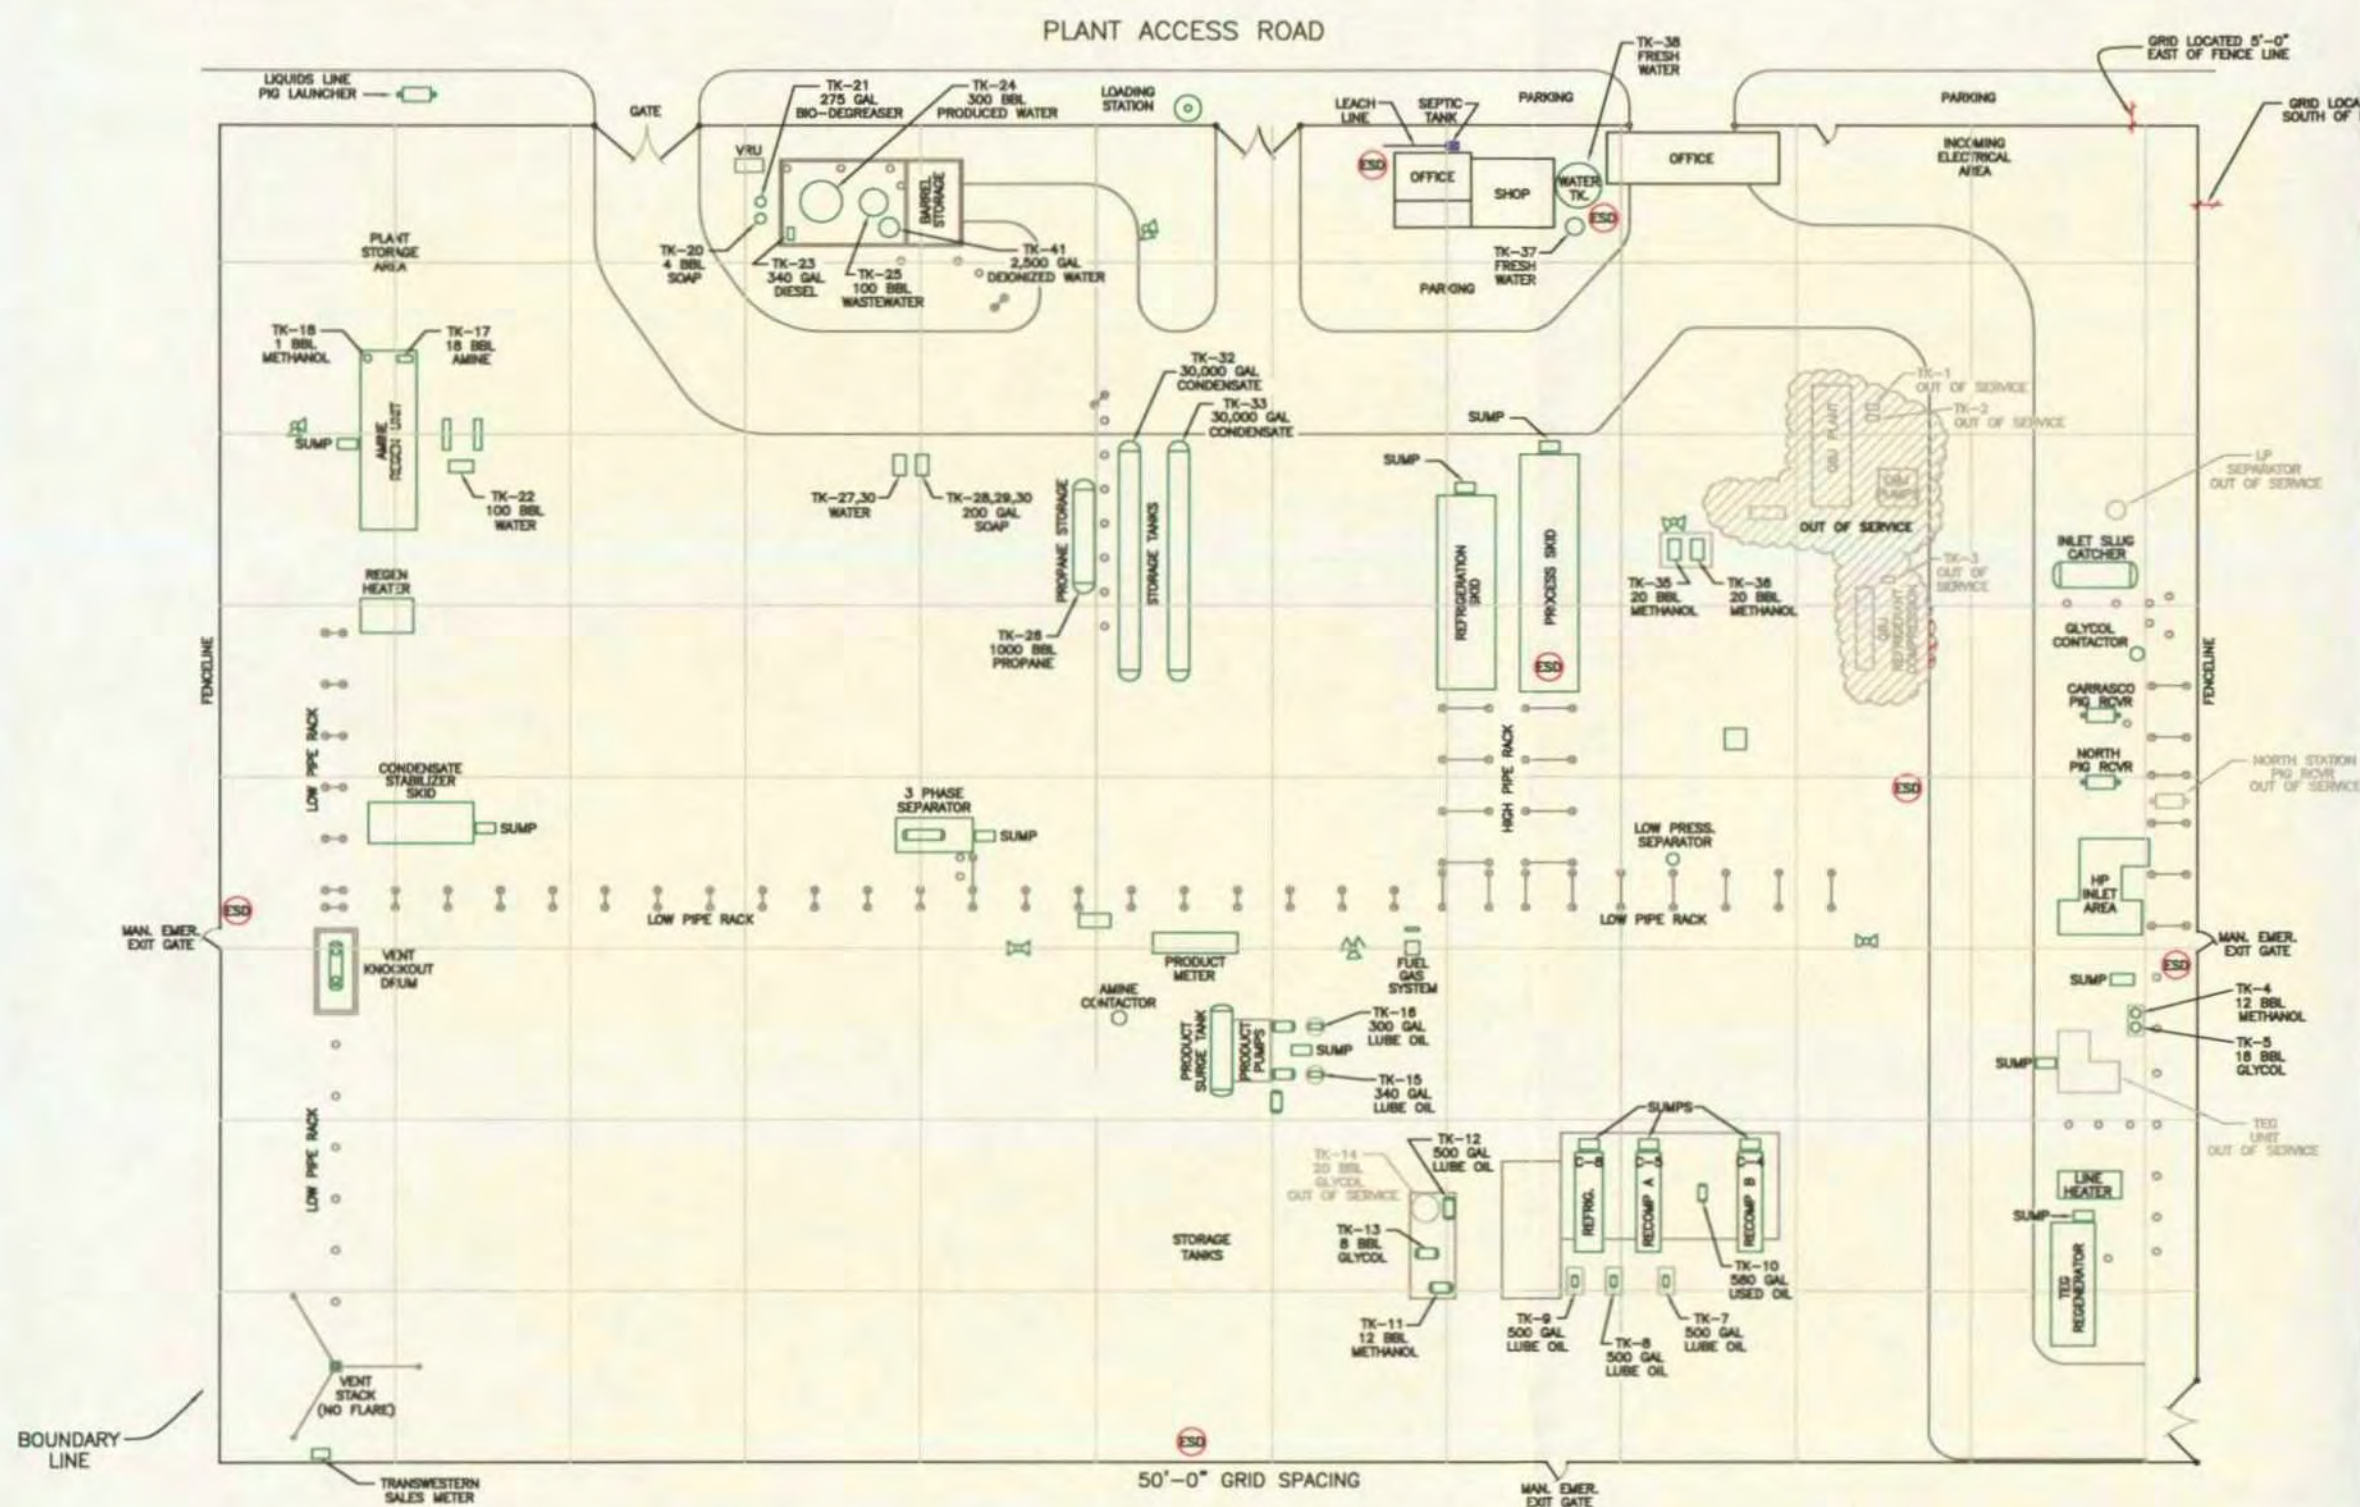 PLANT ACCESS ROAD
LIQUIDS LINE
PIG LAUNCHER
GATE
TK-21
275 GAL
BIO-DEGREASER
TK-24
300 BBL
PRODUCED WATER
LOADING
STATION
LEACH
LINE
SEPTIC
TANK
PARKING
TK-38
FRESH
WATER
PARKING
GRID LOCATED 5'-0"
EAST OF FENCE LINE
GRID LOCA
SOUTH OF
VRU
BARREL
STORAGE
ESD
OFFICE
SHOP
WATER
TK.
ESD
OFFICE
INCOMING
ELECTRICAL
AREA
PLANT
STORAGE
AREA
TK-20
4 BBL
SOAP
TK-23
340 GAL
DIESEL
TK-25
100 BBL
WASTEWATER
TK-41
2,500 GAL
DEIONIZED WATER
TK-37
FRESH
WATER
PARKING
TK-18
1 BBL
METHANOL
TK-17
18 BBL
AMINE
SUMP
AMINE
REGEN UNIT
TK-22
100 BBL
WATER
TK-32
30,000 GAL
CONDENSATE
TK-33
30,000 GAL
CONDENSATE
TK-27,30
WATER
TK-28,29,30
200 GAL
SOAP
PROPANE STORAGE
STORAGE TANKS
TK-26
1000 BBL
PROPANE
SUMP
SUMP
REFRIGERATION
SKID
PROCESS SKID
ESD
TK-35
20 BBL
METHANOL
TK-36
20 BBL
METHANOL
TK-1
OUT OF SERVICE
TK-2
OUT OF SERVICE
PLANT
PUMPS
OUT OF SERVICE
TK-3
OUT OF
SERVICE
REFRIGERANT
COMPRESSION
LP
SEPARATOR
OUT OF SERVICE
INLET SLUG
CATCHER
GLYCOL
CONTACTOR
CARRASCO
PIG RCVR
NORTH
PIG RCVR
NORTH STATION
PIG RCVR
OUT OF SERVICE
FENCELINE
FENCELINE
REGEN
HEATER
LOW PIPE RACK
CONDENSATE
STABILIZER
SKID
SUMP
3 PHASE
SEPARATOR
SUMP
HIGH PIPE RACK
LOW PRESS.
SEPARATOR
ESD
HP
INLET
AREA
ESD
MAN. EMER.
EXIT GATE
LOW PIPE RACK
LOW PIPE RACK
VENT
KNOCKOUT
DRUM
AMINE
CONTACTOR
PRODUCT
METER
FUEL
GAS
SYSTEM
MAN. EMER.
EXIT GATE
ESD
SUMP
TK-4
12 BBL
METHANOL
TK-5
18 BBL
GLYCOL
SUMP
TEG
UNIT
OUT OF SERVICE
PRODUCT
SURGE TANK
PRODUCT
PUMPS
TK-16
300 GAL
LUBE OIL
SUMP
TK-15
340 GAL
LUBE OIL
LOW PIPE RACK
SUMPS
TK-12
500 GAL
LUBE OIL
TK-14
20 BBL
GLYCOL
OUT OF SERVICE
TK-13
8 BBL
GLYCOL
TK-11
12 BBL
METHANOL
STORAGE
TANKS
REFRIG.
RECOMP A
RECOMP B
TK-10
580 GAL
USED OIL
TK-9
500 GAL
LUBE OIL
TK-8
500 GAL
LUBE OIL
TK-7
500 GAL
LUBE OIL
LINE
HEATER
SUMP
TEG
REGENERATOR
VENT
STACK
(NO FLARE)
BOUNDARY
LINE
TRANSWESTERN
SALES METER
ESD
50'-0" GRID SPACING
MAN. EMER.
EXIT GATE